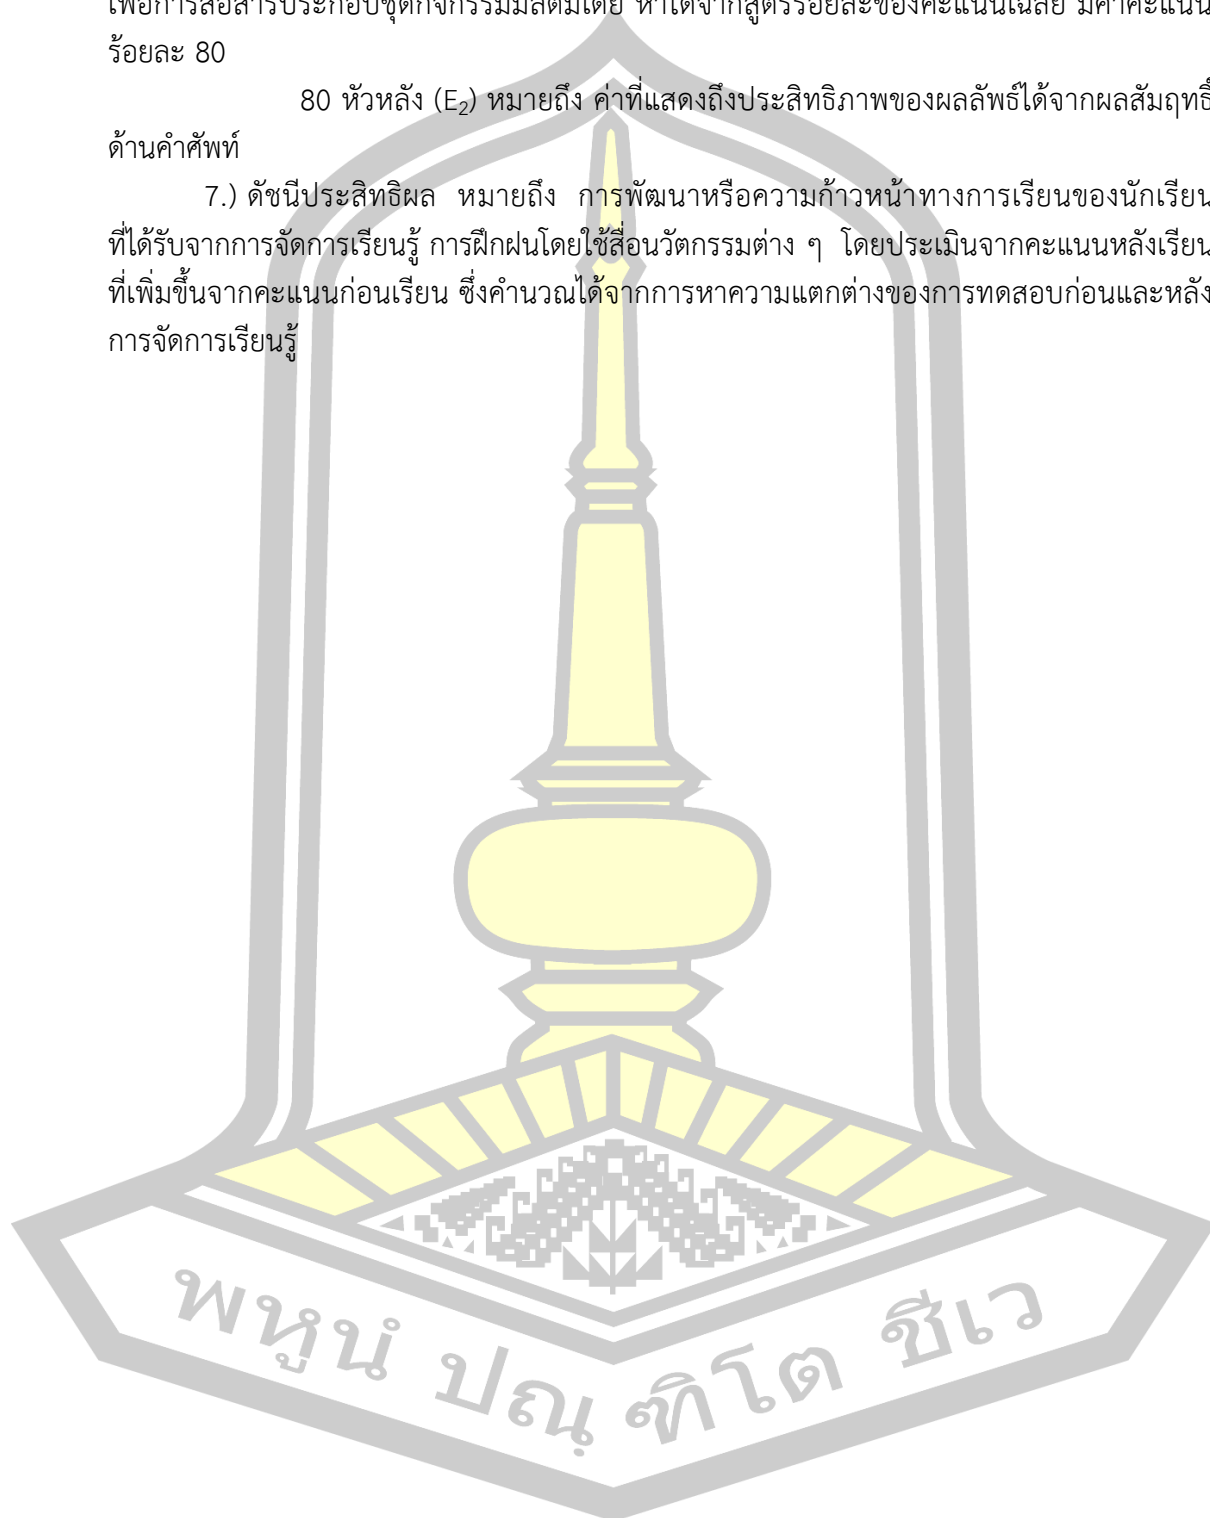 เพื่อการสื่อสารประกอบชุดกิจกรรมมัลติมีเดีย หาได้จากสูตรร้อยละของคะแนนเฉลี่ย มีค่าคะแนน
ร้อยละ 80
80 หัวหลัง (E₂) หมายถึง ค่าที่แสดงถึงประสิทธิภาพของผลลัพธ์ได้จากผลสัมฤทธิ์
ด้านคำศัพท์
7.) ดัชนีประสิทธิผล หมายถึง การพัฒนาหรือความก้าวหน้าทางการเรียนของนักเรียน
ที่ได้รับจากการจัดการเรียนรู้ การฝึกฝนโดยใช้สื่อนวัตกรรมต่าง ๆ โดยประเมินจากคะแนนหลังเรียน
ที่เพิ่มขึ้นจากคะแนนก่อนเรียน ซึ่งคำนวณได้จากการหาความแตกต่างของการทดสอบก่อนและหลัง
การจัดการเรียนรู้
พหูนํ ปณฺฑิโต ชีเว